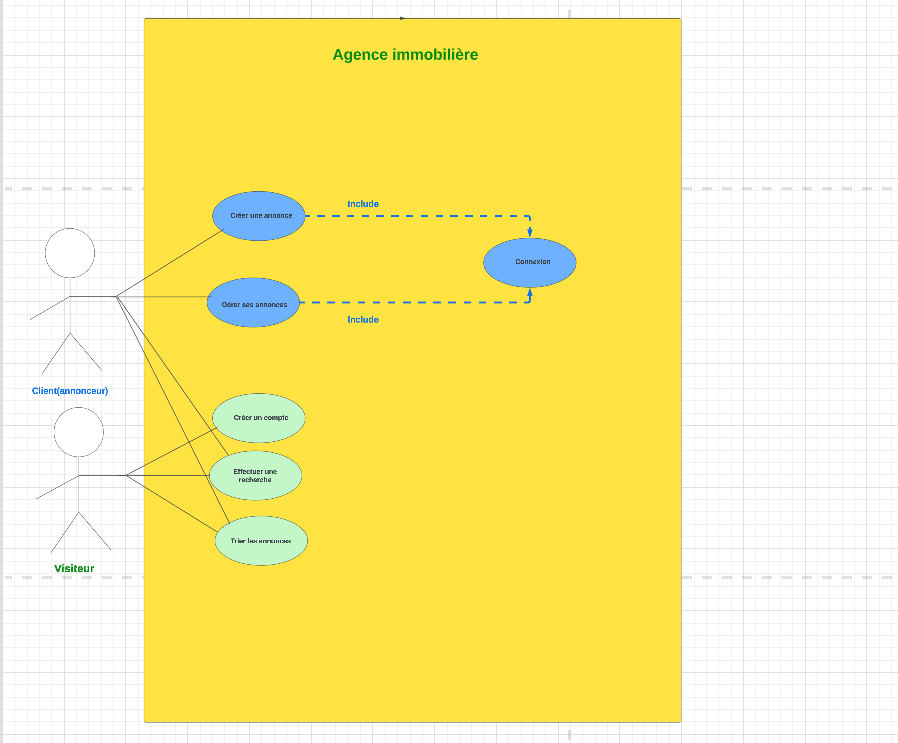 Agence immobilière
Créer une annonce
Include
Connexion
Gérer ses annonces
Include
Client(annonceur)
Créer un compte
Effectuer une
recherche
Trier les annonces
Visiteur